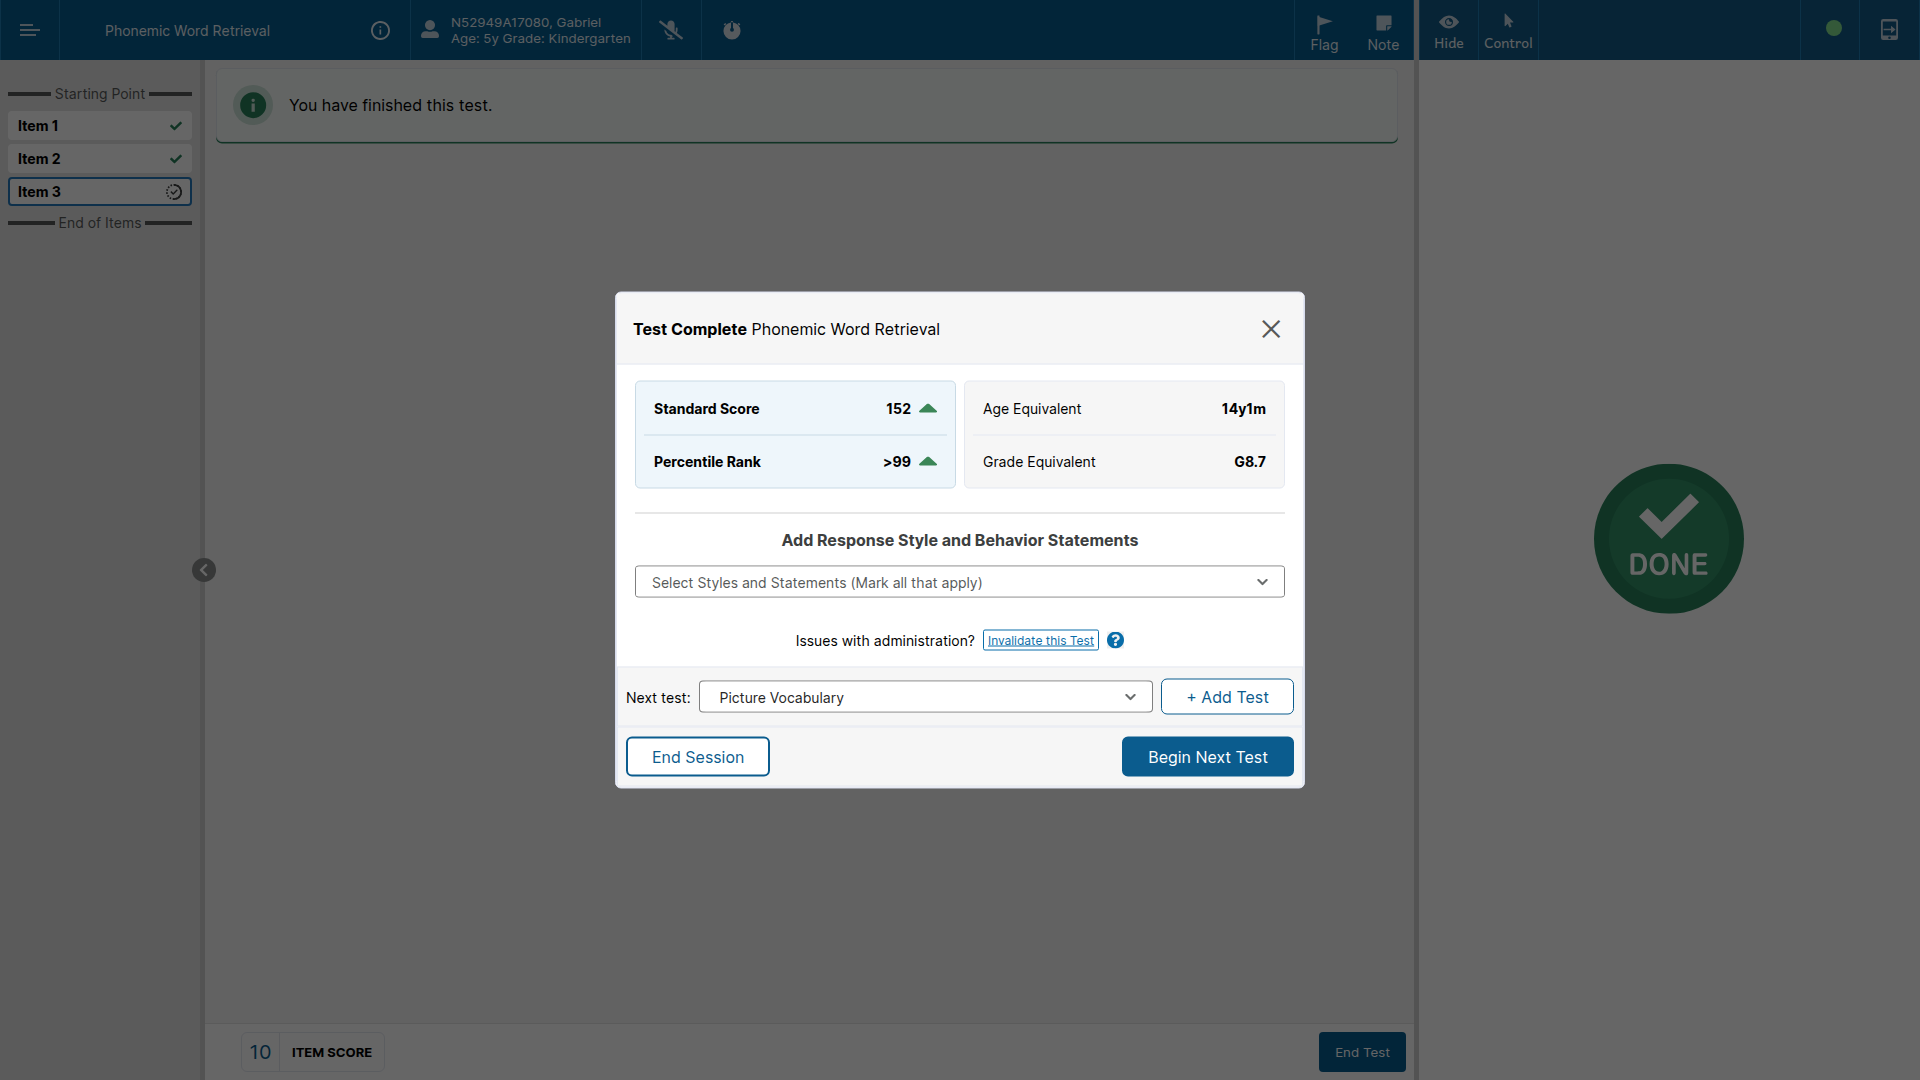 Phonemic Word Retrieval
N52949A17080, Gabriel
Age: 5y Grade: Kindergarten
Flag
Note
Hide
Control
Starting Point
Item 1
Item 2
Item 3
End of Items
You have finished this test.
Test Complete Phonemic Word Retrieval
Standard Score 152
Percentile Rank >99
Age Equivalent 14y1m
Grade Equivalent G8.7
Add Response Style and Behavior Statements
Select Styles and Statements (Mark all that apply)
Issues with administration? Invalidate this Test ?
Next test: Picture Vocabulary + Add Test
End Session
Begin Next Test
DONE
10 ITEM SCORE
End Test